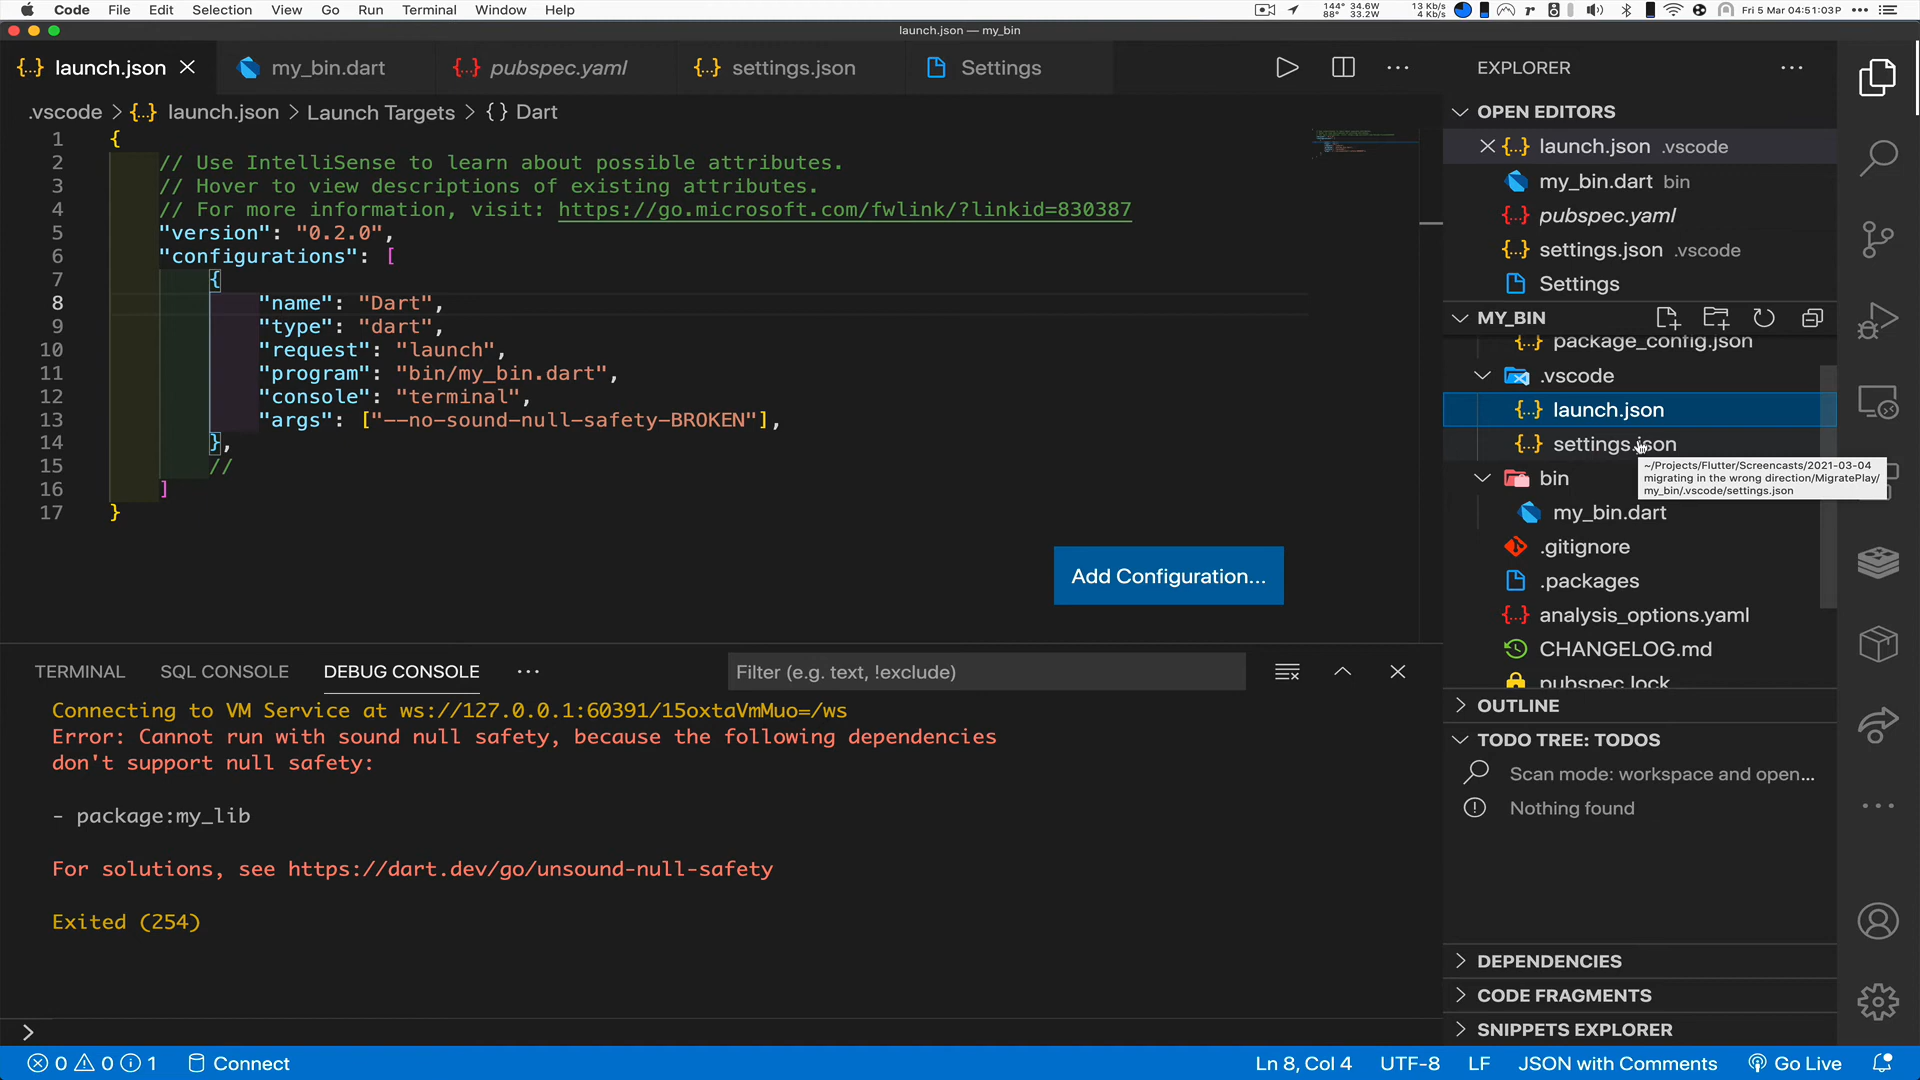 Code File Edit Selection View Go Run Terminal Window Help
144° 34.6W
88° 33.2W
13 Kb/s
4 Kb/s
Fri 5 Mar 04:51:03P
launch.json — my_bin
launch.json
my_bin.dart
pubspec.yaml
settings.json
Settings
.vscode > launch.json > Launch Targets > {} Dart
1 {
2 // Use IntelliSense to learn about possible attributes.
3 // Hover to view descriptions of existing attributes.
4 // For more information, visit: https://go.microsoft.com/fwlink/?linkid=830387
5 "version": "0.2.0",
6 "configurations": [
7 {
8 "name": "Dart",
9 "type": "dart",
10 "request": "launch",
11 "program": "bin/my_bin.dart",
12 "console": "terminal",
13 "args": ["--no-sound-null-safety-BROKEN"],
14 },
15 //
16 ]
17 }
Add Configuration...
TERMINAL
SQL CONSOLE
DEBUG CONSOLE
Filter (e.g. text, !exclude)
Connecting to VM Service at ws://127.0.0.1:60391/15oxtaVmMuo=/ws
Error: Cannot run with sound null safety, because the following dependencies
don't support null safety:
- package:my_lib
For solutions, see https://dart.dev/go/unsound-null-safety
Exited (254)
EXPLORER
OPEN EDITORS
launch.json .vscode
my_bin.dart bin
pubspec.yaml
settings.json .vscode
Settings
MY_BIN
package_config.json
.vscode
launch.json
settings.json
~/Projects/Flutter/Screencasts/2021-03-04
migrating in the wrong direction/MigratePlay/
my_bin/.vscode/settings.json
bin
my_bin.dart
.gitignore
.packages
analysis_options.yaml
CHANGELOG.md
pubspec.lock
OUTLINE
TODO TREE: TODOS
Scan mode: workspace and open...
Nothing found
DEPENDENCIES
CODE FRAGMENTS
SNIPPETS EXPLORER
0 0 1 Connect
Ln 8, Col 4
UTF-8
LF
JSON with Comments
Go Live